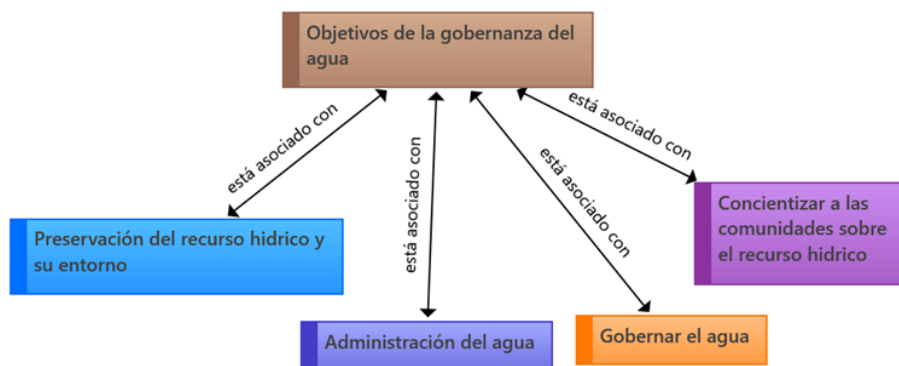 Objetivos de la gobernanza del
agua
está asociado con
está asociado con
está asociado con
está asociado con
Preservación del recurso hidrico y
su entorno
Administración del agua
Gobernar el agua
Concientizar a las
comunidades sobre
el recurso hidrico